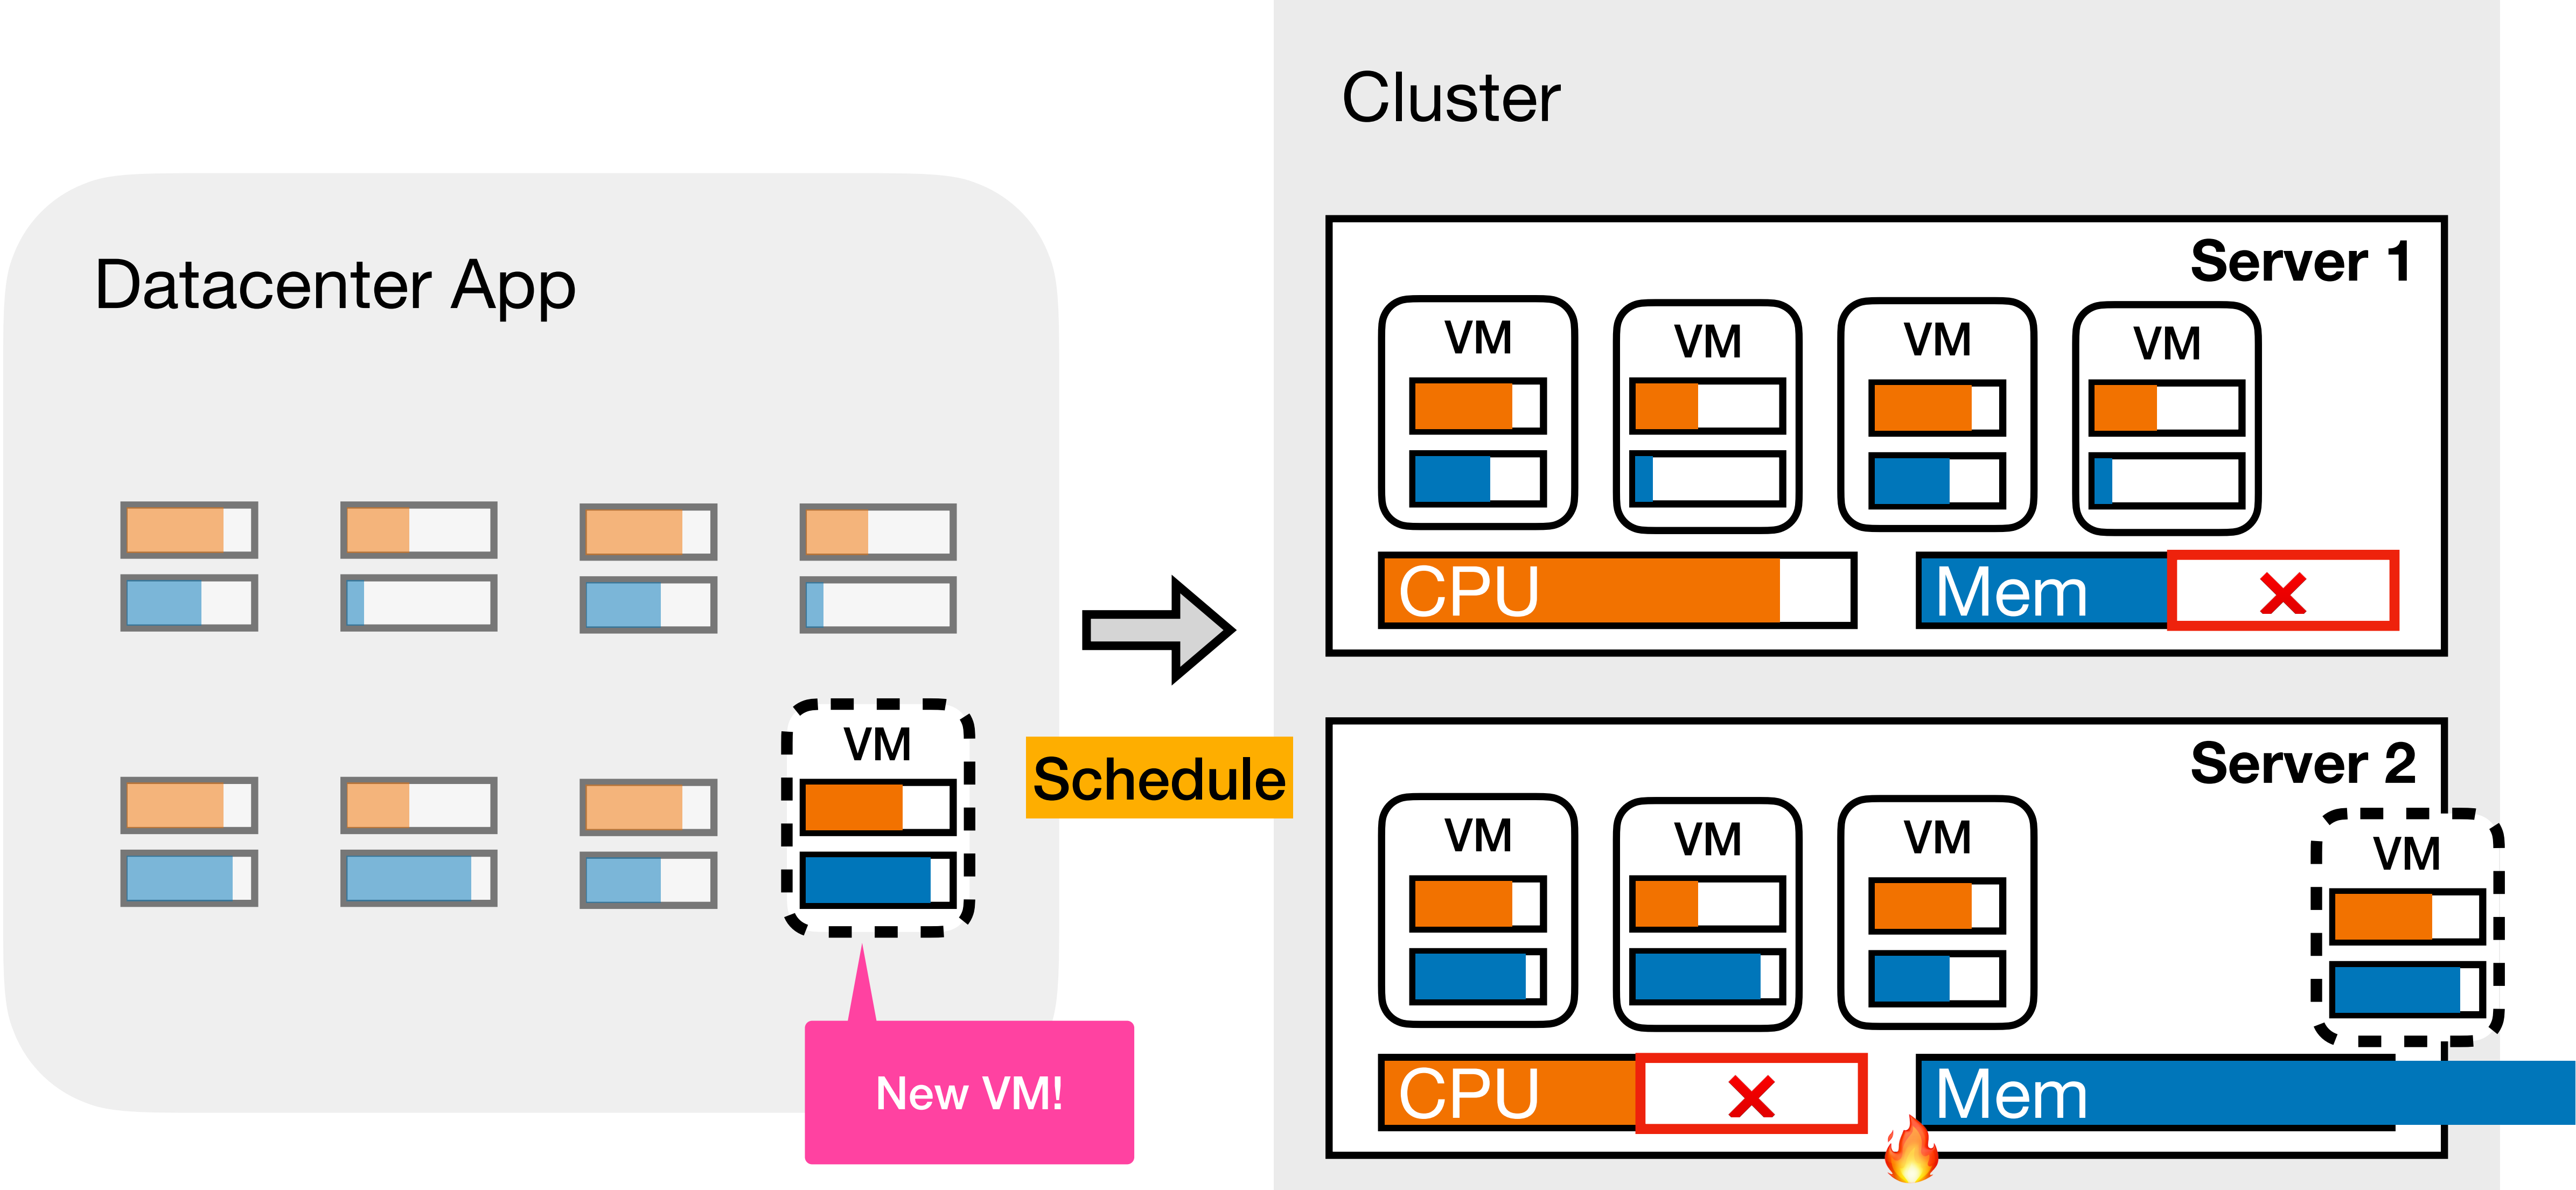 Cluster
Datacenter App
Server 1
VM
VM
VM
VM
CPU
Mem
VM
Schedule
New VM!
Server 2
VM
VM
VM
VM
CPU
Mem